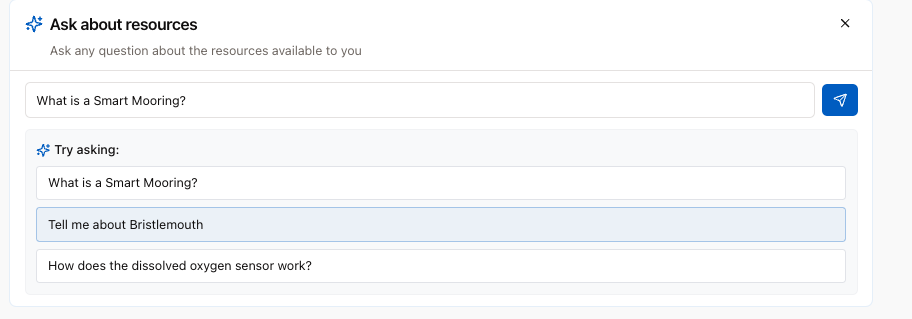 Ask about resources
Ask any question about the resources available to you
What is a Smart Mooring?
Try asking:
What is a Smart Mooring?
Tell me about Bristlemouth
How does the dissolved oxygen sensor work?